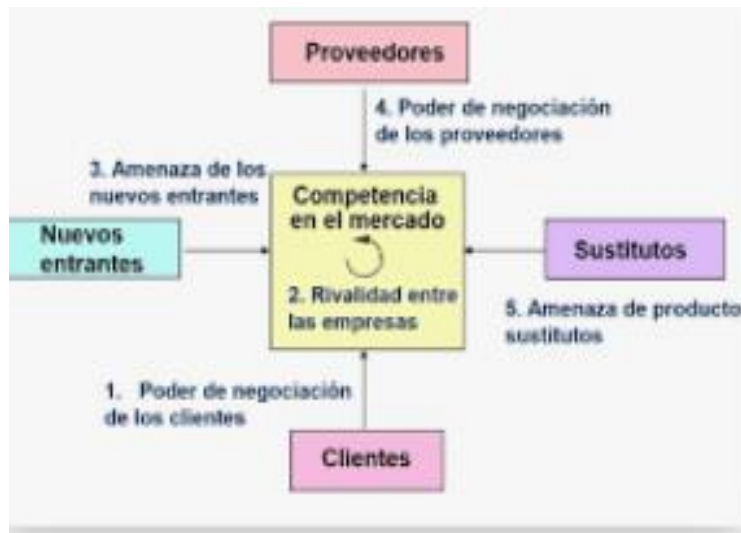 Proveedores
4. Poder de negociación
de los proveedores
3. Amenaza de los
nuevos entrantes
Competencia
en el mercado
Nuevos
entrantes
Sustitutos
2. Rivalidad entre
las empresas
5. Amenaza de producto
sustitutos
1. Poder de negociación
de los clientes
Clientes